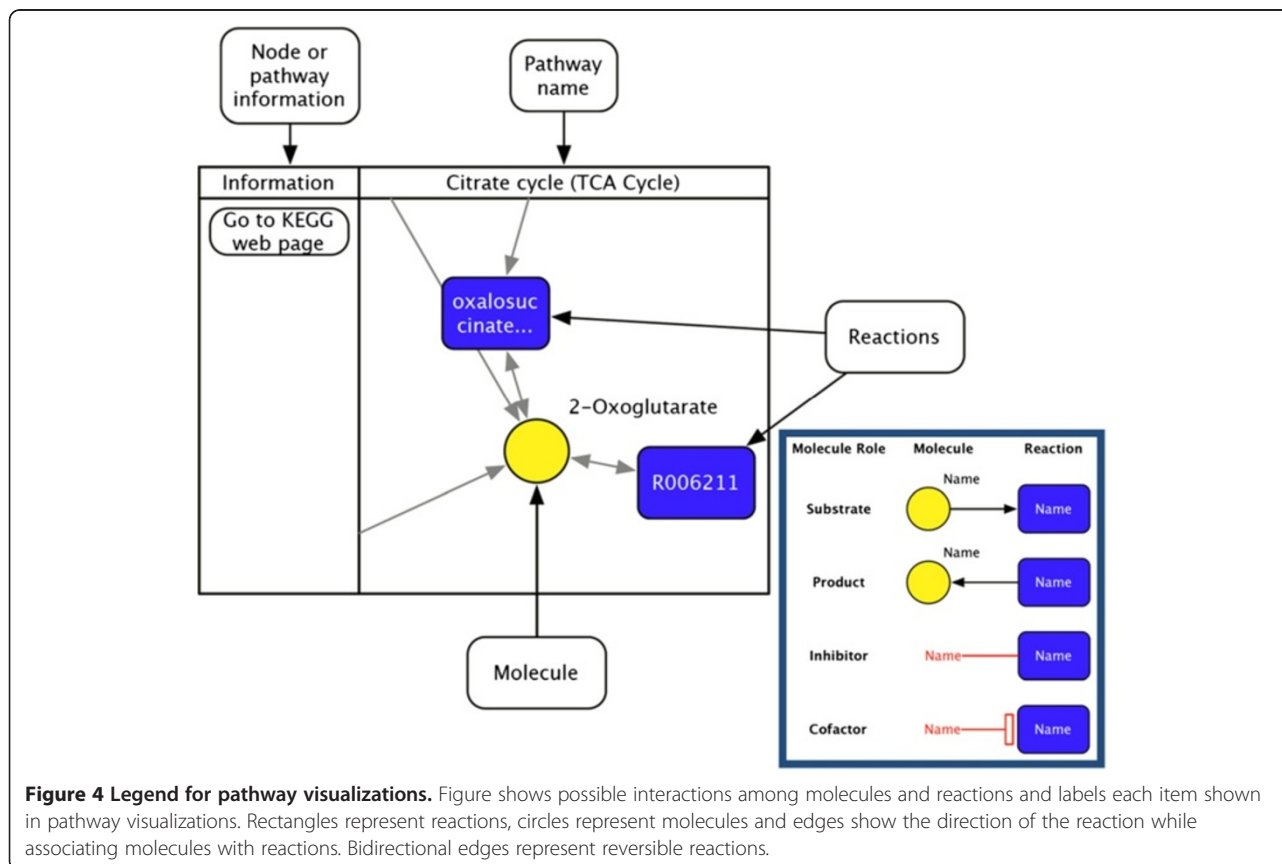 Node or
pathway
information
Pathway
name
Information
Citrate cycle (TCA Cycle)
Go to KEGG
web page
oxalosuc
cinate...
Reactions
2-Oxoglutarate
R006211
Molecule
Molecule Role Molecule Reaction
Name
Substrate Name
Name
Product Name
Inhibitor Name Name
Cofactor Name Name
Figure 4 Legend for pathway visualizations. Figure shows possible interactions among molecules and reactions and labels each item shown
in pathway visualizations. Rectangles represent reactions, circles represent molecules and edges show the direction of the reaction while
associating molecules with reactions. Bidirectional edges represent reversible reactions.